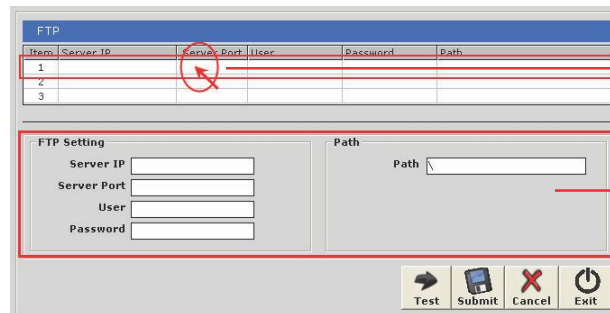 FTP
Item Server IP Server Port User Password Path
1
2
3
FTP Setting
Server IP
Server Port
User
Password
Path
Path \
Test Submit Cancel Exit